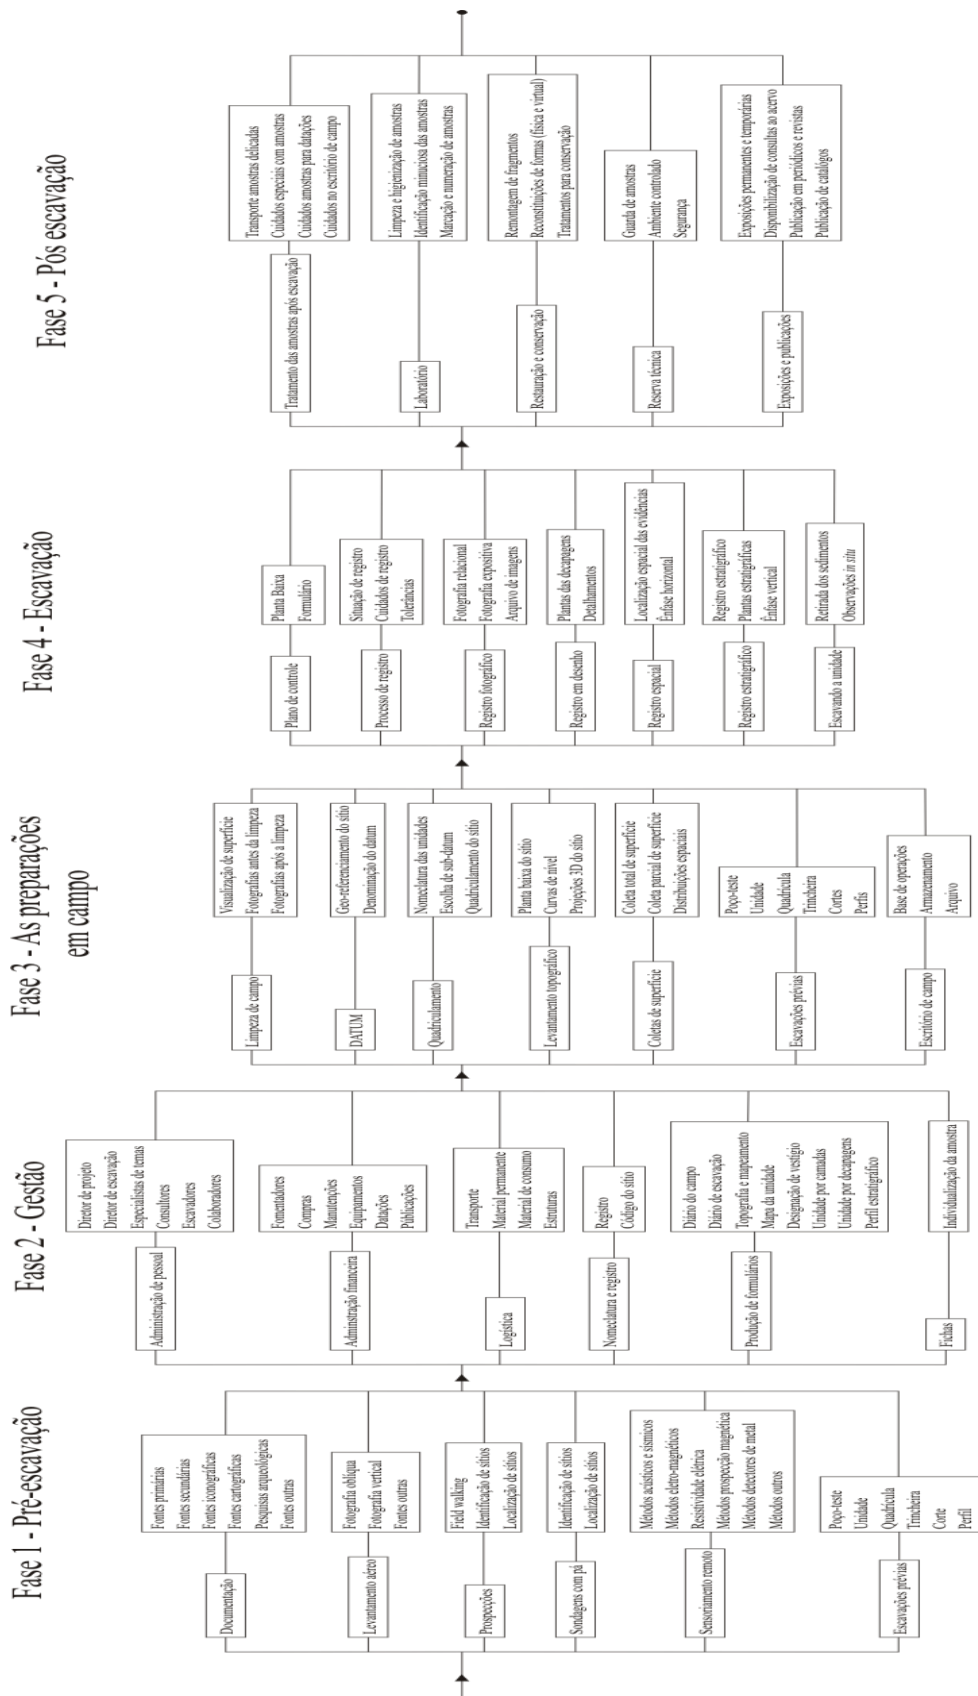 Fase 1 - Pré-escavação
Documentação
Fontes primárias
Fontes secundárias
Fontes iconográficas
Fontes cartográficas
Pesquisas arqueológicas
Fontes outras
Levantamento aéreo
Fotografia oblíqua
Fotografia vertical
Fontes outras
Prospecções
Field walking
Identificação de sítios
Localização de sítios
Sondagens com pá
Identificação de sítios
Localização de sítios
Sensoriamento remoto
Métodos acústicos e sísmicos
Métodos eletro-magnéticos
Resistividade elétrica
Métodos prospecção magnética
Métodos detectores de metal
Métodos outros
Escavações prévias
Poço-teste
Unidade
Quadrícula
Trincheira
Corte
Perfil
Fase 2 - Gestão
Administração de pessoal
Diretor de projeto
Diretor de escavação
Especialistas de temas
Consultores
Escavadores
Colaboradores
Adminstração financeira
Fomentadores
Compras
Manutenções
Equipamentos
Datações
Publicações
Logística
Transporte
Material permanente
Material de consumo
Estruturas
Nomeclatura e registro
Registro
Código do sítio
Produção de formulários
Diário do campo
Diário de escavação
Topografia e mapeamento
Mapa da unidade
Designação de vestígio
Unidade por camadas
Unidade por decapagens
Perfil estratigráfico
Fichas
Individualização da amostra
Fase 3 - As preparações
em campo
Limpeza de campo
Visualização de superfície
Fotografias antes da limpeza
Fotografias após a limpeza
DATUM
Geo-referenciamento do sítio
Denominação do datum
Quadriculamento
Nomeclatura das unidades
Escolha de sub-datum
Quadriculamento do sítio
Levantamento topográfico
Planta baixa do sítio
Curvas de nível
Projeções 3D do sítio
Coletas de superfície
Coleta total de superfície
Coleta parcial de superfície
Distribuições espaciais
Escavações prévias
Poço-teste
Unidade
Quadrícula
Trincheira
Cortes
Perfis
Escritório de campo
Base de operações
Armazenamento
Arquivo
Fase 4 - Escavação
Plano de controle
Planta Baixa
Formulário
Processo de registro
Situação de registro
Cuidados de registro
Tolerâncias
Registro fotográfico
Fotografia relacional
Fotografia expositiva
Arquivo de imagens
Registro em desenho
Plantas das decapagens
Detalhamentos
Registro espacial
Localização espacial das evidências
Ênfase horizontal
Registro estratigráfico
Registro estratigráfico
Plantas estratigráficas
Ênfase vertical
Escavando a unidade
Retirada dos sedimentos
Observações in situ
Fase 5 - Pós escavação
Tratamento das amostras após escavação
Transporte amostras delicadas
Cuidados especiais com amostras
Cuidados amostras para datações
Cuidados no escritório de campo
Laboratório
Limpeza e higienização de amostras
Identificação minuciosa das amostras
Marcação e numeração de amostras
Restauração e conservação
Remontagem de fragmentos
Reconstituições de formas (física e virtual)
Tratamentos para conservação
Reserva técnica
Guarda de amostras
Ambiente controlado
Segurança
Exposições e publicações
Exposições permanentes e temporárias
Disponibilização de consultas ao acervo
Publicação em periódicos e revistas
Publicação de catálogos